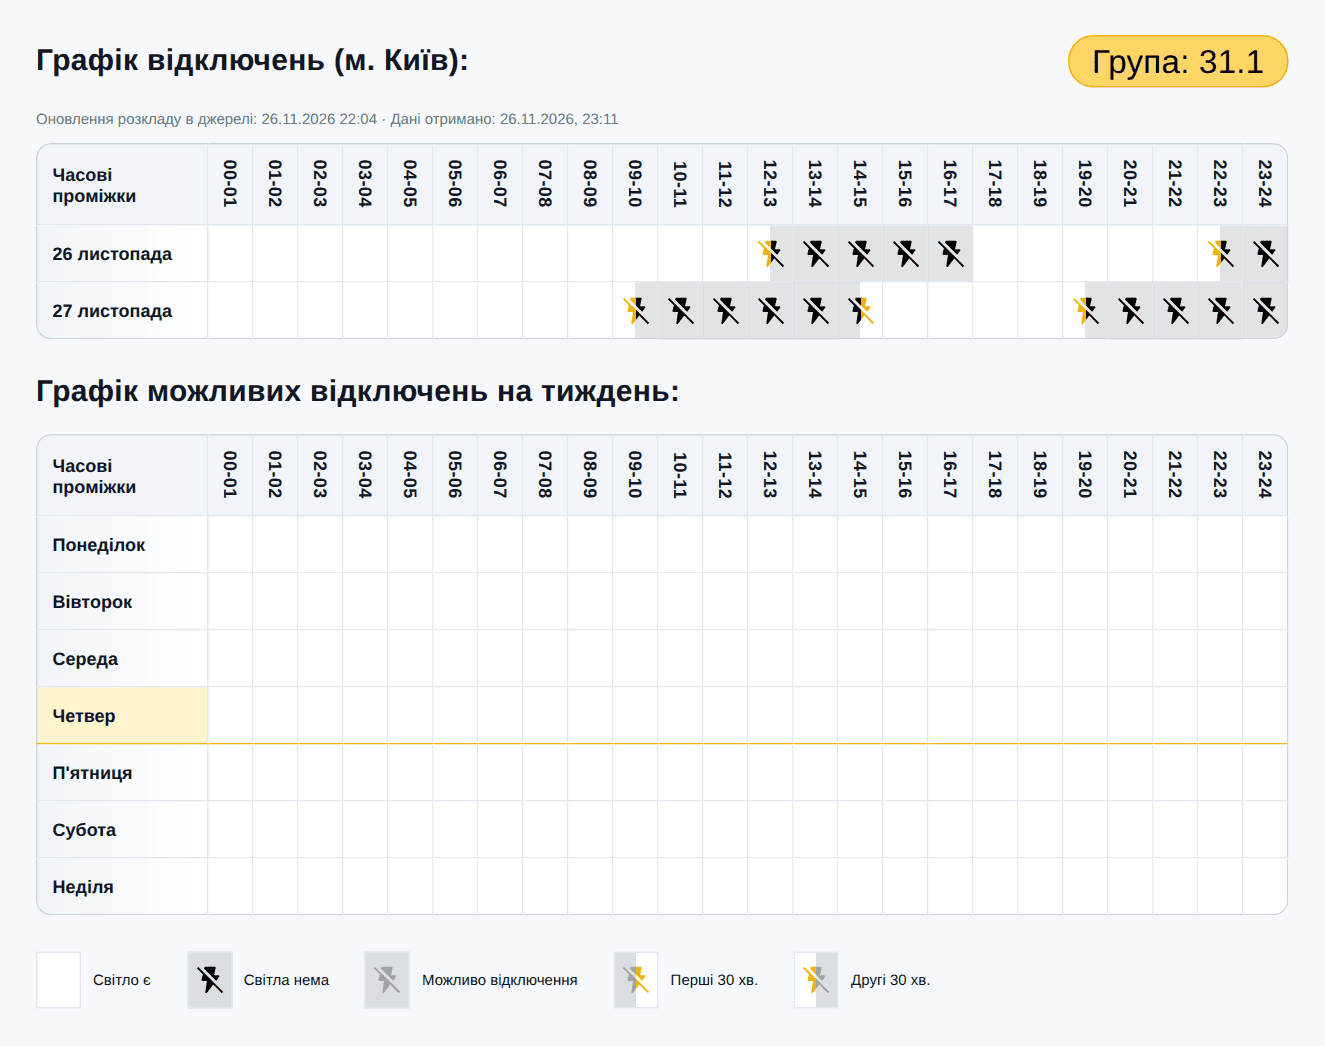 Графік відключень (м. Київ):
Група: 31.1
Оновлення розкладу в джерелі: 26.11.2026 22:04 · Дані отримано: 26.11.2026, 23:11
Часові проміжки 00-01 01-02 02-03 03-04 04-05 05-06 06-07 07-08 08-09 09-10 10-11 11-12 12-13 13-14 14-15 15-16 16-17 17-18 18-19 19-20 20-21 21-22 22-23 23-24
26 листопада
27 листопада
Графік можливих відключень на тиждень:
Часові проміжки 00-01 01-02 02-03 03-04 04-05 05-06 06-07 07-08 08-09 09-10 10-11 11-12 12-13 13-14 14-15 15-16 16-17 17-18 18-19 19-20 20-21 21-22 22-23 23-24
Понеділок
Вівторок
Середа
Четвер
П'ятниця
Субота
Неділя
Світло є Світла нема Можливо відключення Перші 30 хв. Другі 30 хв.